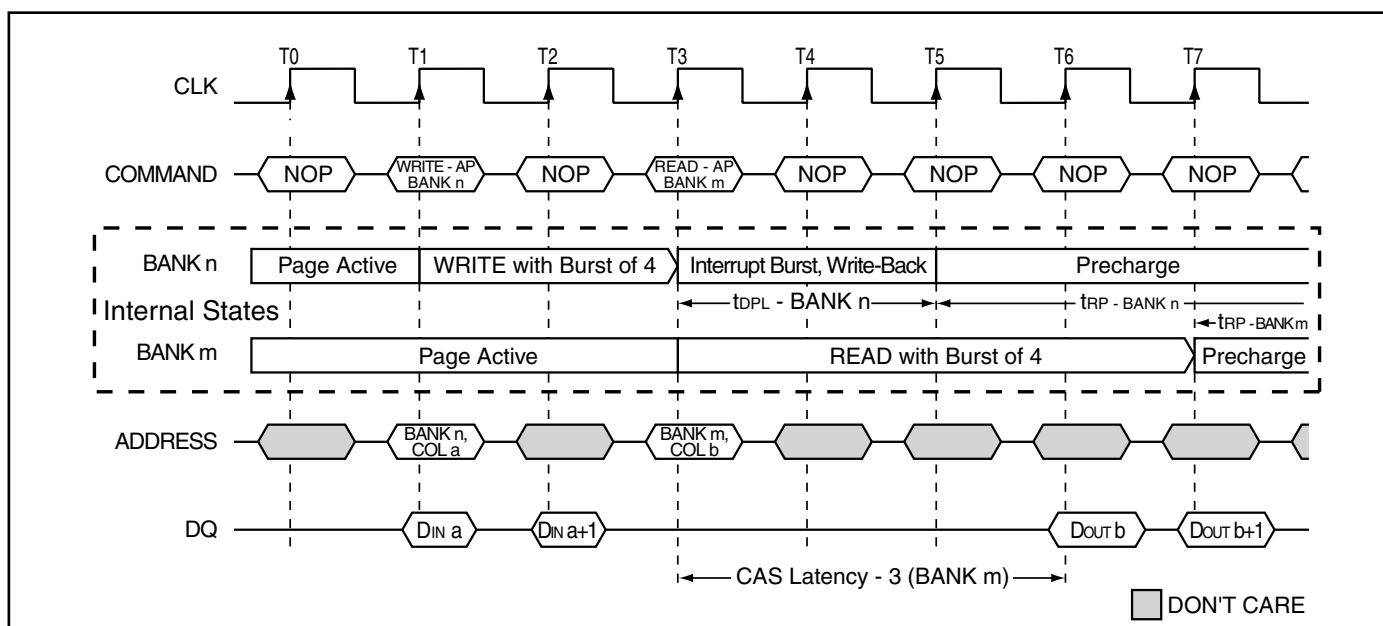 T0 T1 T2 T3 T4 T5 T6 T7
CLK
COMMAND NOP WRITE - AP BANK n NOP READ - AP BANK m NOP NOP NOP NOP
BANK n Page Active WRITE with Burst of 4 Interrupt Burst, Write-Back Precharge
tDPL - BANK n tRP - BANK n
Internal States
tRP - BANK m
BANK m Page Active READ with Burst of 4 Precharge
ADDRESS BANK n, COL a BANK m, COL b
DQ DIN a DIN a+1 DOUT b DOUT b+1
CAS Latency - 3 (BANK m)
DON'T CARE